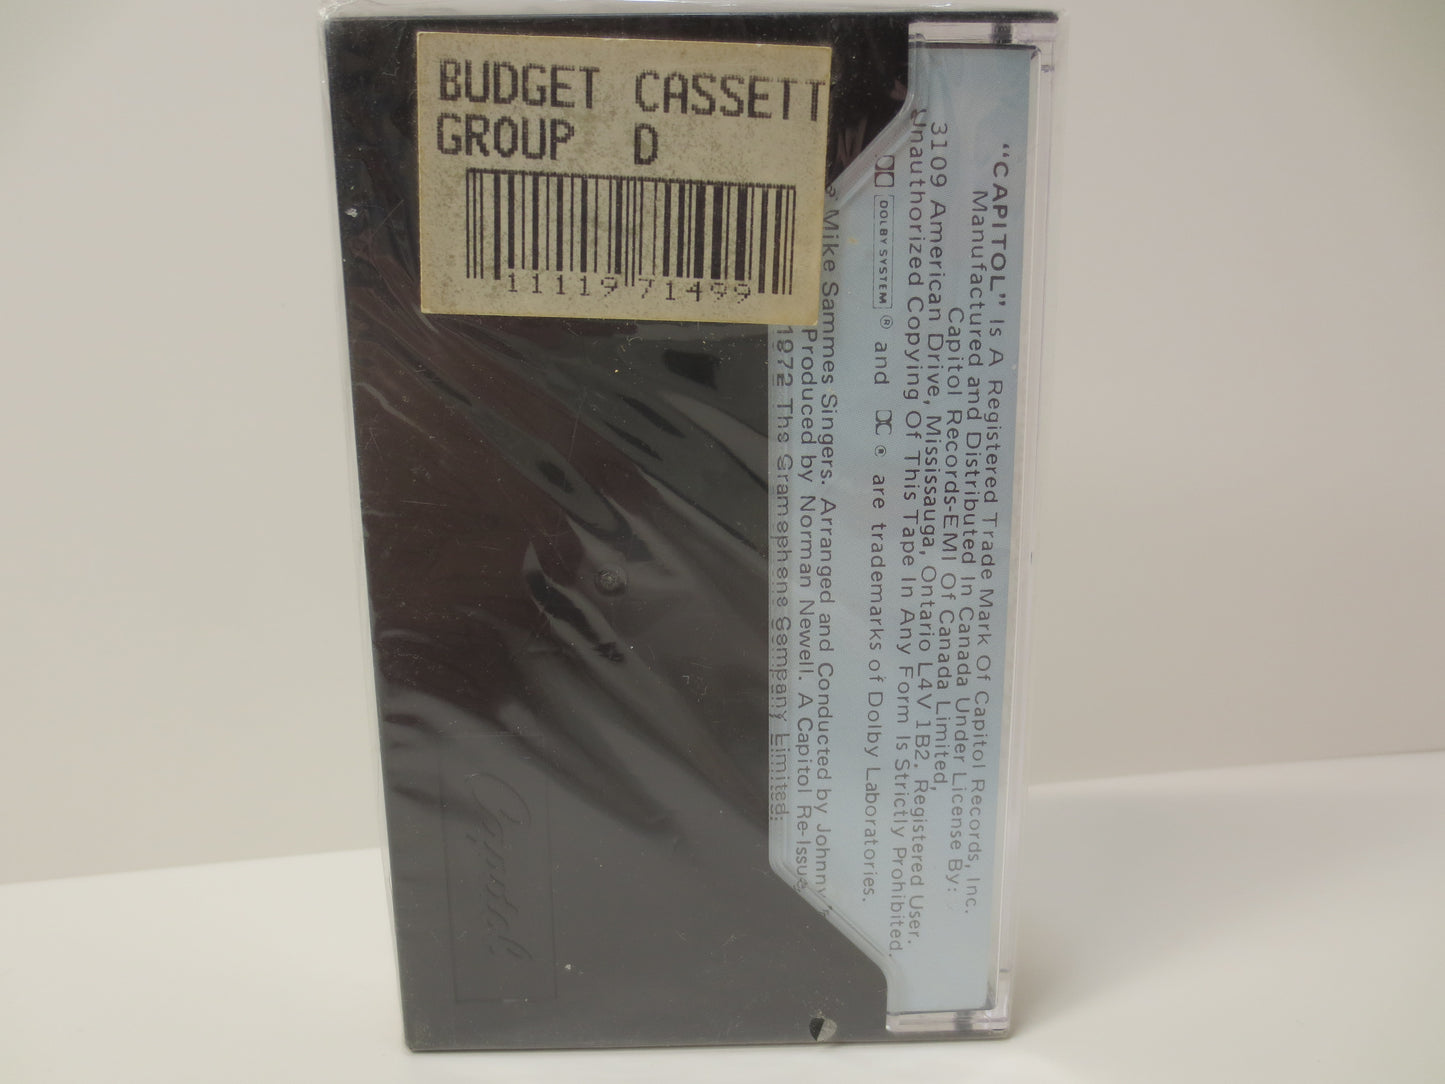 BUDGET CASSETT
GROUP D
11119 71499
"CAPITOL" Is A Registered Trade Mark Of Capitol Records, Inc.
Manufactured and Distributed In Canada Under License By:
Capitol Records-EMI Of Canada Limited,
3109 American Drive, Mississauga, Ontario L4V 1B2. Registered User.
Unauthorized Copying Of This Tape In Any Form Is Strictly Prohibited.
DOLBY SYSTEM ® and ® are trademarks of Dolby Laboratories.
Mike Sammes Singers. Arranged and Conducted by Johnny
Produced by Norman Newell. A Capitol Re-Issue
1972 The Gramophone Company Limited.
Capitol